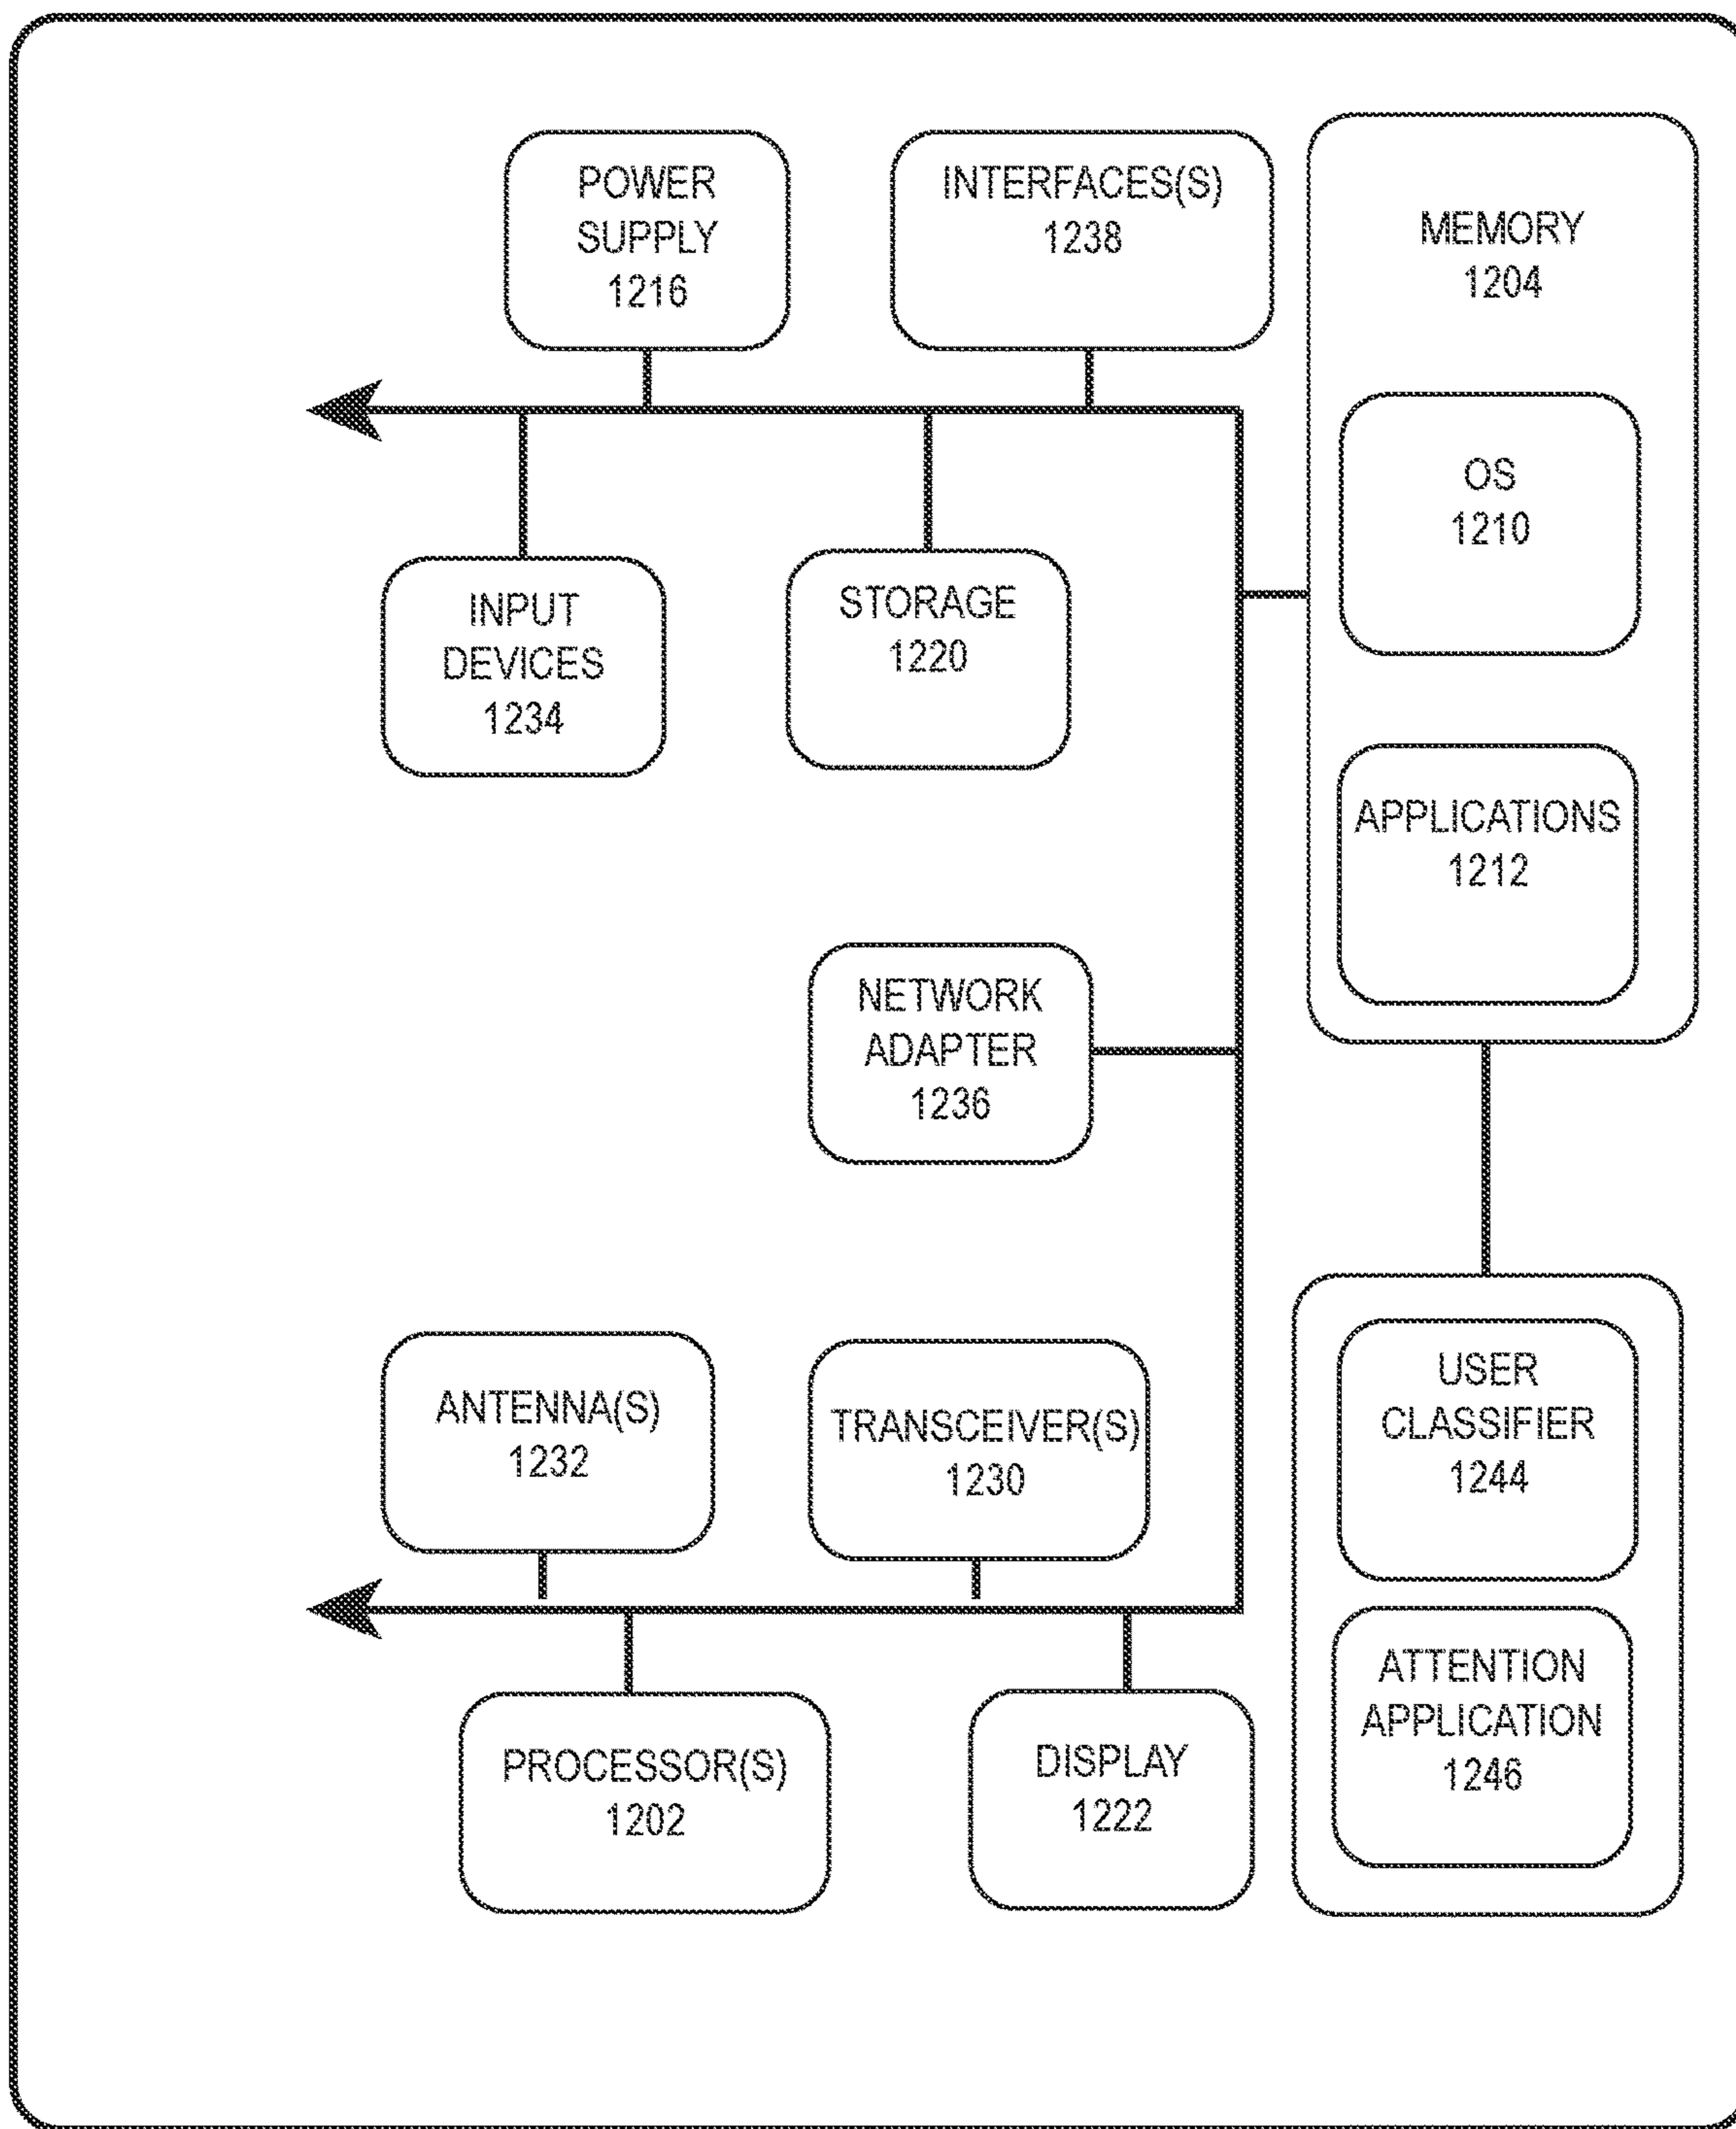 POWER
SUPPLY
1216
INTERFACES(S)
1238
MEMORY
1204
OS
1210
INPUT
DEVICES
1234
STORAGE
1220
APPLICATIONS
1212
NETWORK
ADAPTER
1236
ANTENNA(S)
1232
TRANSCEIVER(S)
1230
USER
CLASSIFIER
1244
ATTENTION
APPLICATION
1246
PROCESSOR(S)
1202
DISPLAY
1222